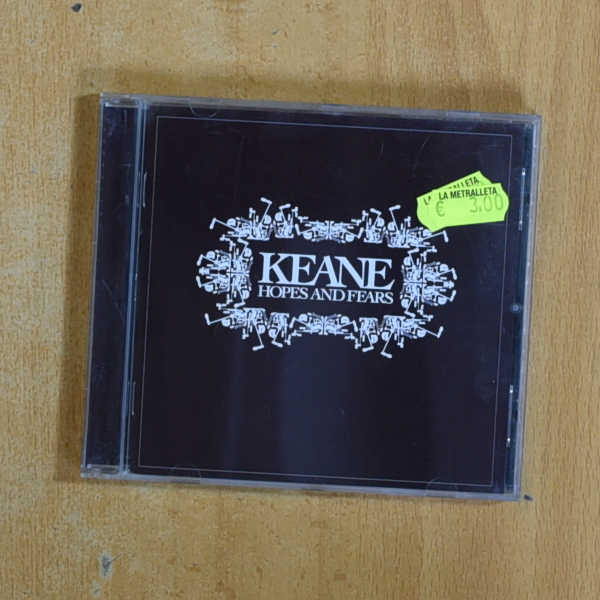 LA METRALLETA
€ 3.00
KEANE
HOPES AND FEARS